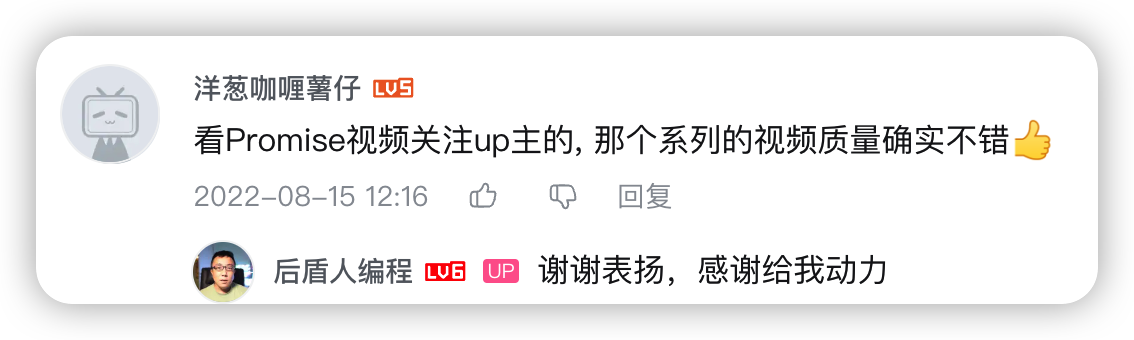 洋葱咖喱薯仔 LV5
看Promise视频关注up主的, 那个系列的视频质量确实不错👍
2022-08-15 12:16 回复
后盾人编程 LV6 UP 谢谢表扬，感谢给我动力